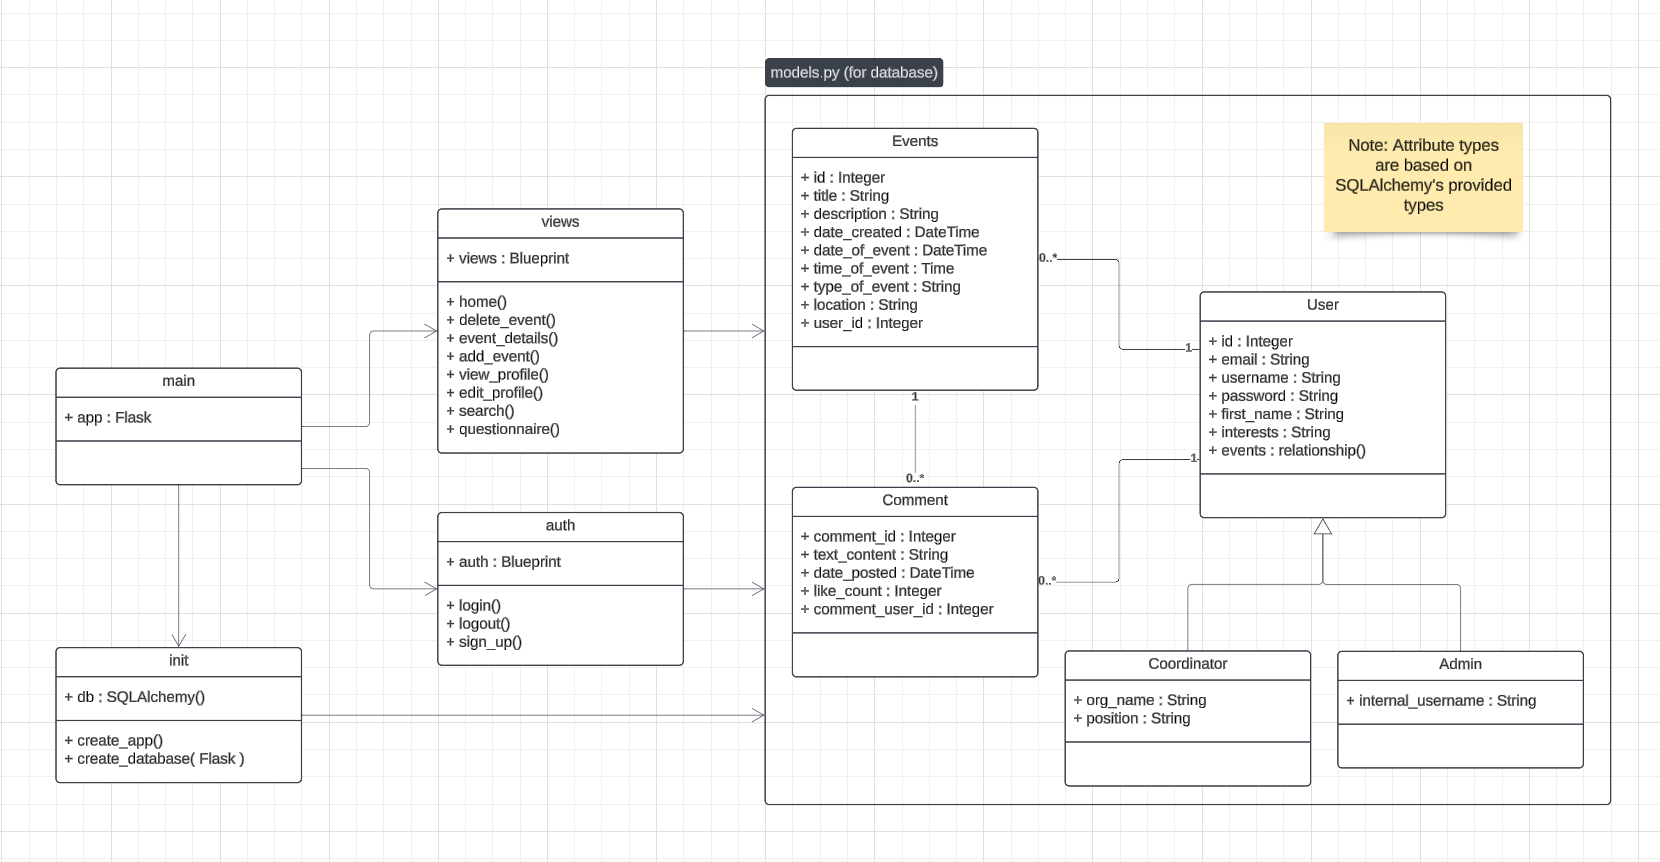 models.py (for database)
Events
+ id : Integer
+ title : String
+ description : String
+ date_created : DateTime
+ date_of_event : DateTime
+ time_of_event : Time
+ type_of_event : String
+ location : String
+ user_id : Integer
Note: Attribute types
are based on
SQLAlchemy's provided
types
views
+ views : Blueprint
+ home()
+ delete_event()
+ event_details()
+ add_event()
+ view_profile()
+ edit_profile()
+ search()
+ questionnaire()
0..*
1
User
+ id : Integer
+ email : String
+ username : String
+ password : String
+ first_name : String
+ interests : String
+ events : relationship()
main
+ app : Flask
1
0..*
Comment
+ comment_id : Integer
+ text_content : String
+ date_posted : DateTime
+ like_count : Integer
+ comment_user_id : Integer
1
0..*
auth
+ auth : Blueprint
+ login()
+ logout()
+ sign_up()
init
+ db : SQLAlchemy()
+ create_app()
+ create_database( Flask )
Coordinator
+ org_name : String
+ position : String
Admin
+ internal_username : String